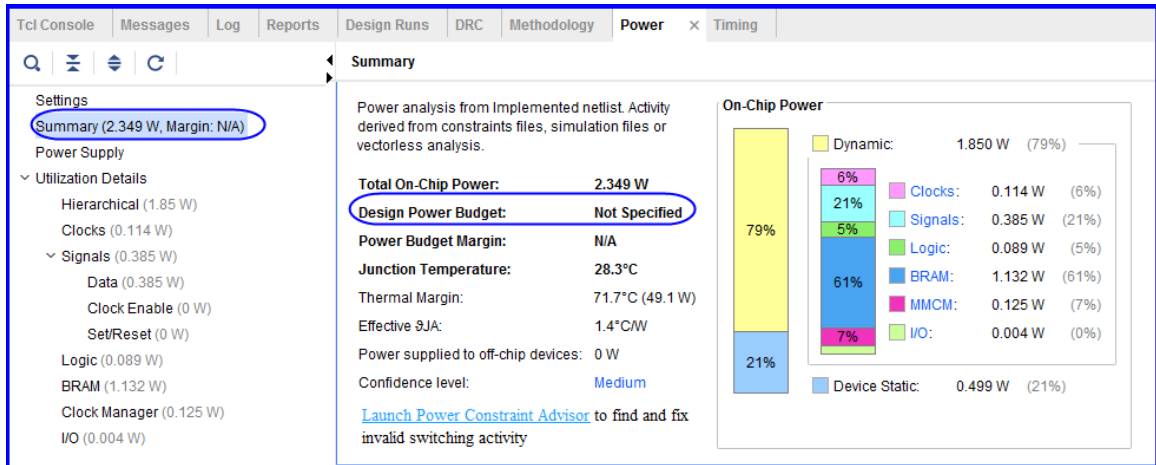 Tcl Console Messages Log Reports Design Runs DRC Methodology Power × Timing
Summary
Settings
Summary (2.349 W, Margin: N/A)
Power Supply
Utilization Details
Hierarchical (1.85 W)
Clocks (0.114 W)
Signals (0.385 W)
Data (0.385 W)
Clock Enable (0 W)
Set/Reset (0 W)
Logic (0.089 W)
BRAM (1.132 W)
Clock Manager (0.125 W)
I/O (0.004 W)
Power analysis from Implemented netlist. Activity
derived from constraints files, simulation files or
vectorless analysis.
Total On-Chip Power: 2.349 W
Design Power Budget: Not Specified
Power Budget Margin: N/A
Junction Temperature: 28.3°C
Thermal Margin: 71.7°C (49.1 W)
Effective ϑJA: 1.4°C/W
Power supplied to off-chip devices: 0 W
Confidence level: Medium
Launch Power Constraint Advisor to find and fix
invalid switching activity
On-Chip Power
79%
21%
Dynamic: 1.850 W (79%)
6%
21%
5%
61%
7%
Clocks: 0.114 W (6%)
Signals: 0.385 W (21%)
Logic: 0.089 W (5%)
BRAM: 1.132 W (61%)
MMCM: 0.125 W (7%)
I/O: 0.004 W (0%)
Device Static: 0.499 W (21%)